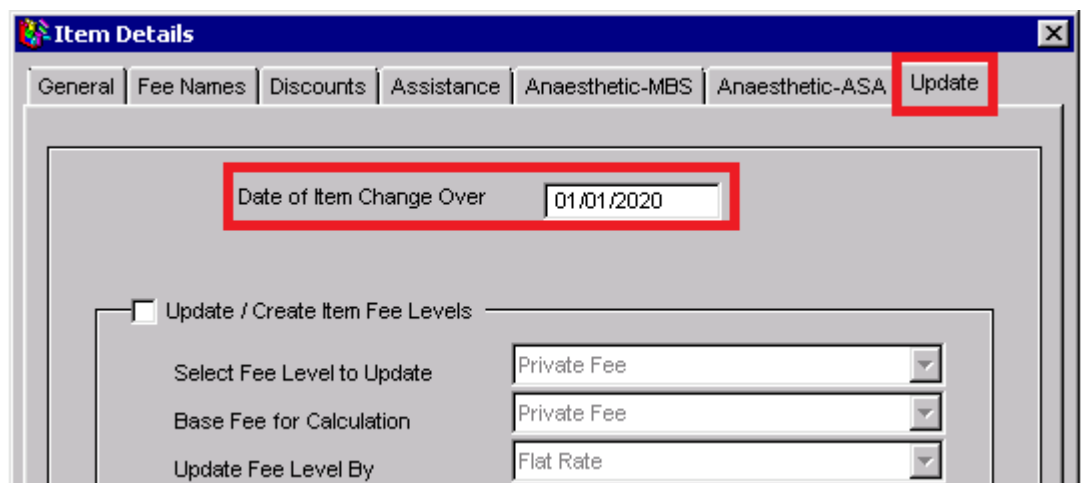 Item Details
General Fee Names Discounts Assistance Anaesthetic-MBS Anaesthetic-ASA Update
Date of Item Change Over 01/01/2020
Update / Create Item Fee Levels
Select Fee Level to Update Private Fee
Base Fee for Calculation Private Fee
Update Fee Level By Flat Rate